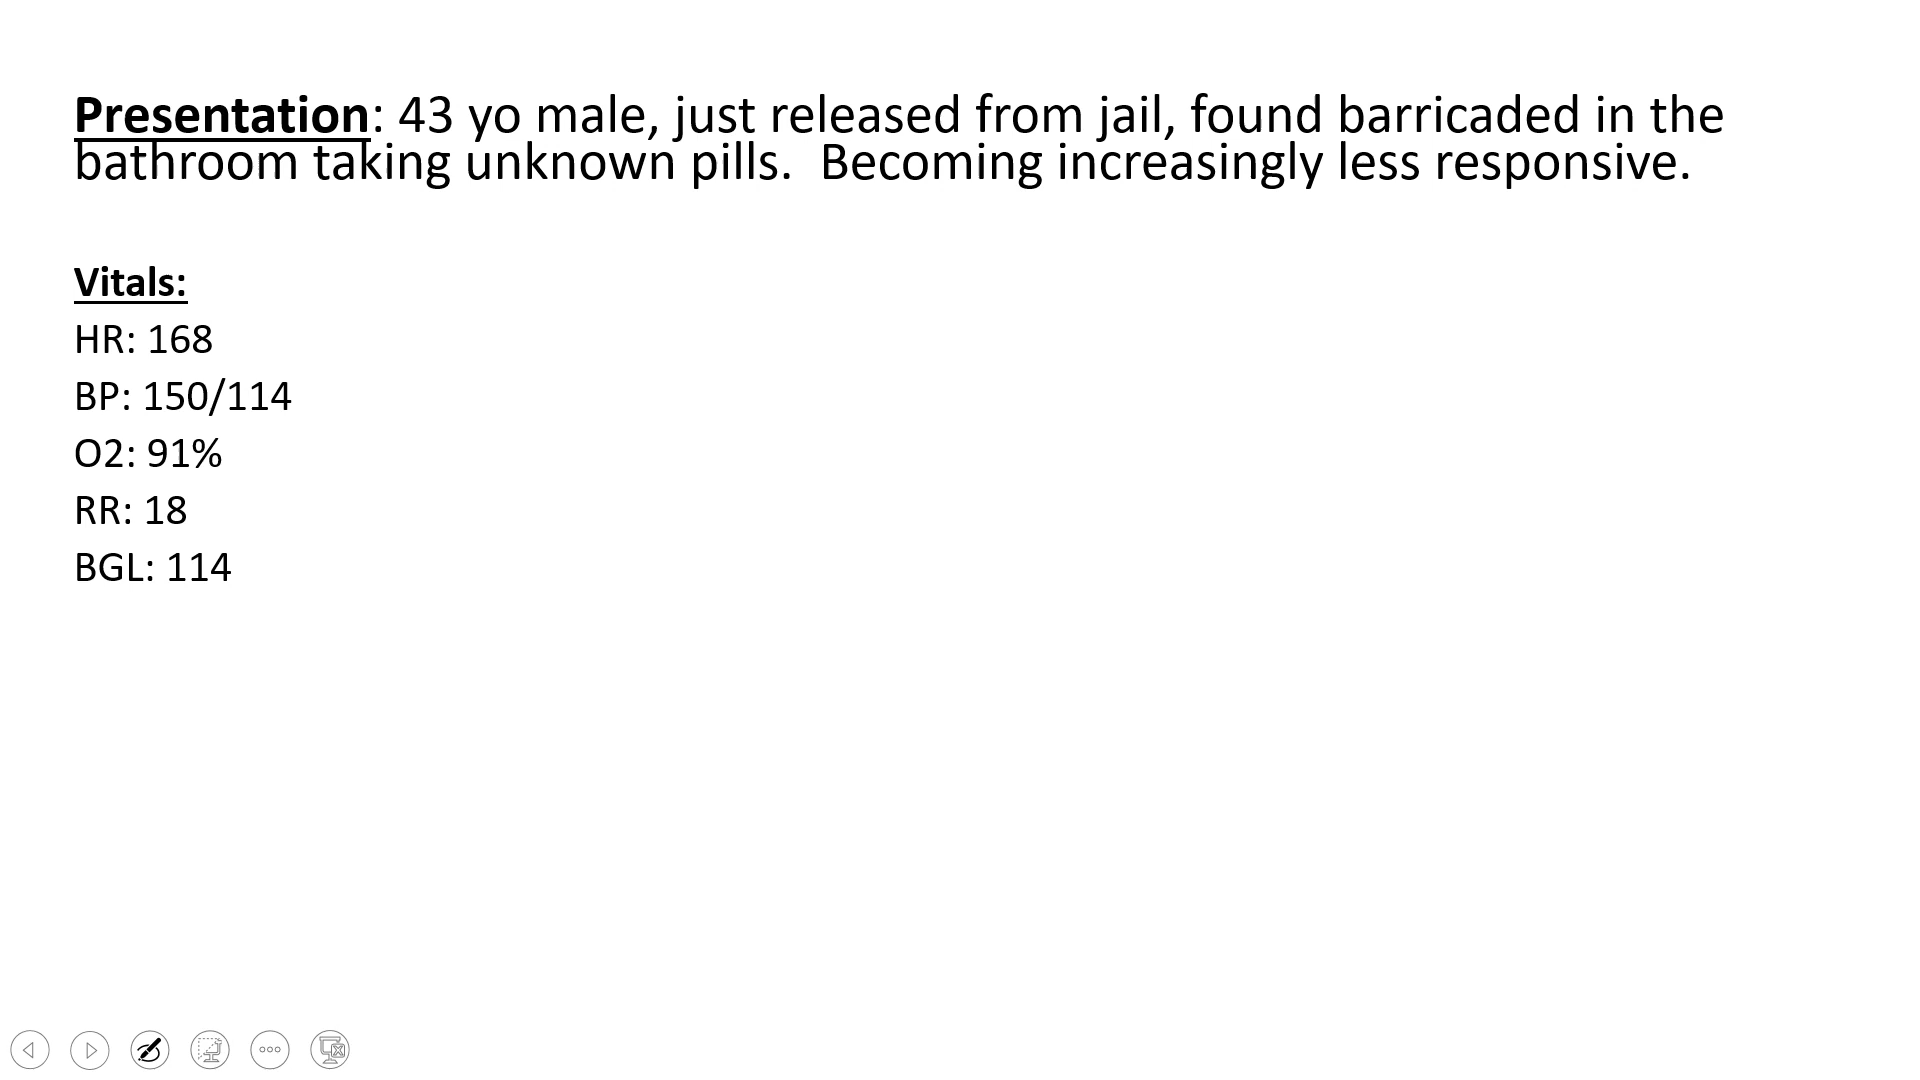 Presentation: 43 yo male, just released from jail, found barricaded in the
bathroom taking unknown pills.  Becoming increasingly less responsive.
Vitals:
HR: 168
BP: 150/114
O2: 91%
RR: 18
BGL: 114